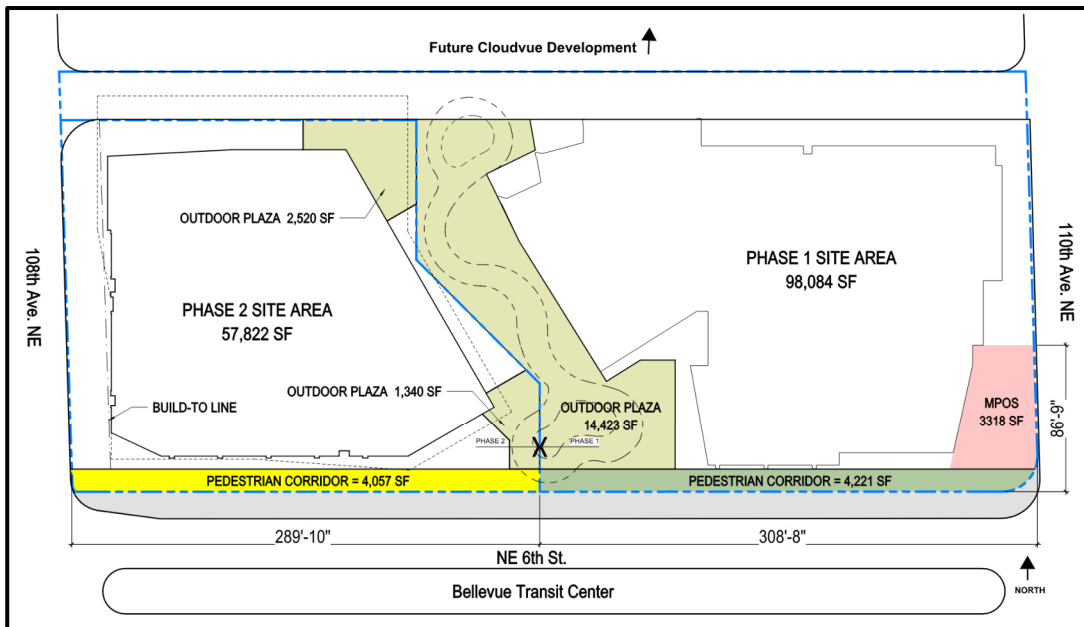 Future Cloudvue Development
OUTDOOR PLAZA 2,520 SF
108th Ave. NE
110th Ave. NE
PHASE 1 SITE AREA
98,084 SF
PHASE 2 SITE AREA
57,822 SF
OUTDOOR PLAZA 1,340 SF
BUILD-TO LINE
OUTDOOR PLAZA
14,423 SF
MPOS
3318 SF
98'-9"
PHASE 2
X
PHASE 1
PEDESTRIAN CORRIDOR = 4,057 SF
PEDESTRIAN CORRIDOR = 4,221 SF
289'-10"
308'-8"
NE 6th St.
Bellevue Transit Center
NORTH